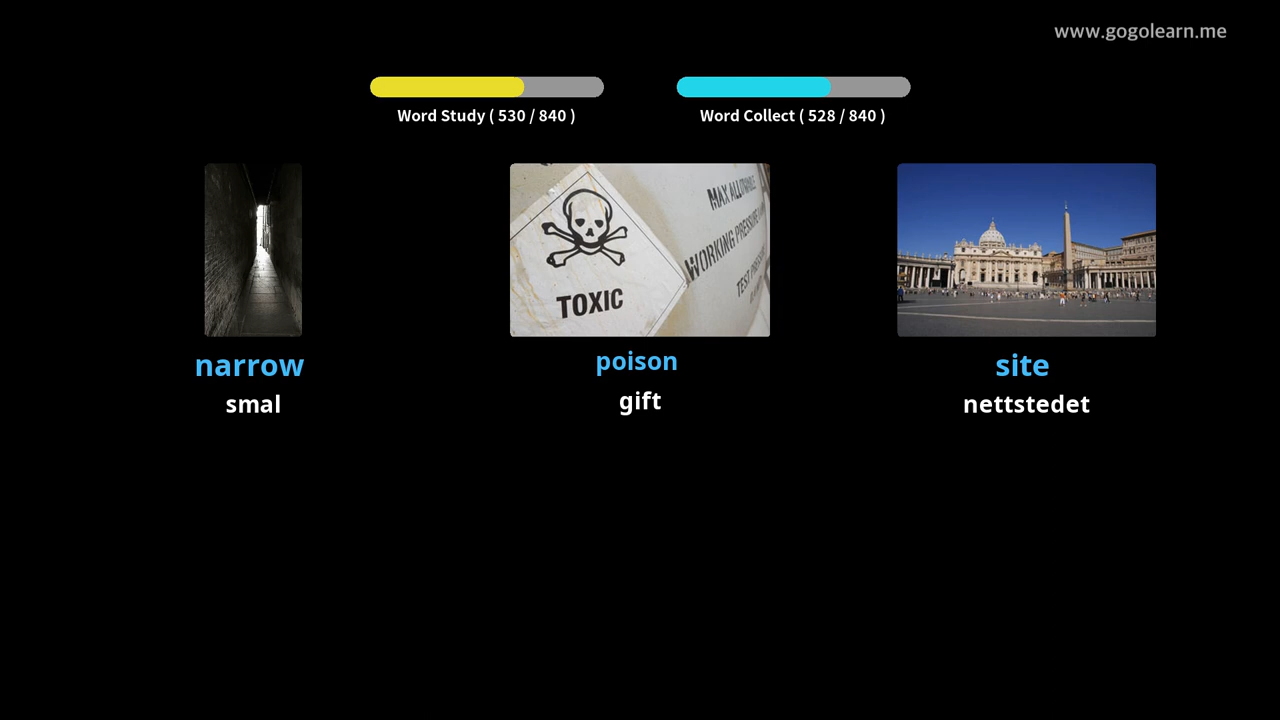 www.gogolearn.me
Word Study ( 530 / 840 )
Word Collect ( 528 / 840 )
TOXIC
MAX
WORKING PRESSURE
TEST
narrow
poison
site
smal
gift
nettstedet